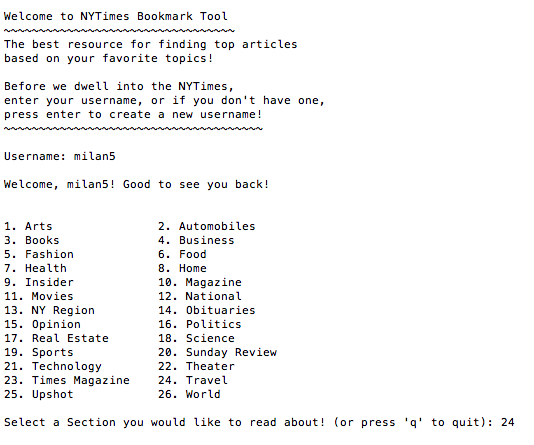 Welcome to NYTimes Bookmark Tool
~~~~~~~~~~~~~~~~~~~~~~~~~~~~~~~~~
The best resource for finding top articles
based on your favorite topics!
Before we dwell into the NYTimes,
enter your username, or if you don't have one,
press enter to create a new username!
~~~~~~~~~~~~~~~~~~~~~~~~~~~~~~~~~~~~~
Username: milan5
Welcome, milan5! Good to see you back!
1. Arts 2. Automobiles
3. Books 4. Business
5. Fashion 6. Food
7. Health 8. Home
9. Insider 10. Magazine
11. Movies 12. National
13. NY Region 14. Obituaries
15. Opinion 16. Politics
17. Real Estate 18. Science
19. Sports 20. Sunday Review
21. Technology 22. Theater
23. Times Magazine 24. Travel
25. Upshot 26. World
Select a Section you would like to read about! (or press 'q' to quit): 24